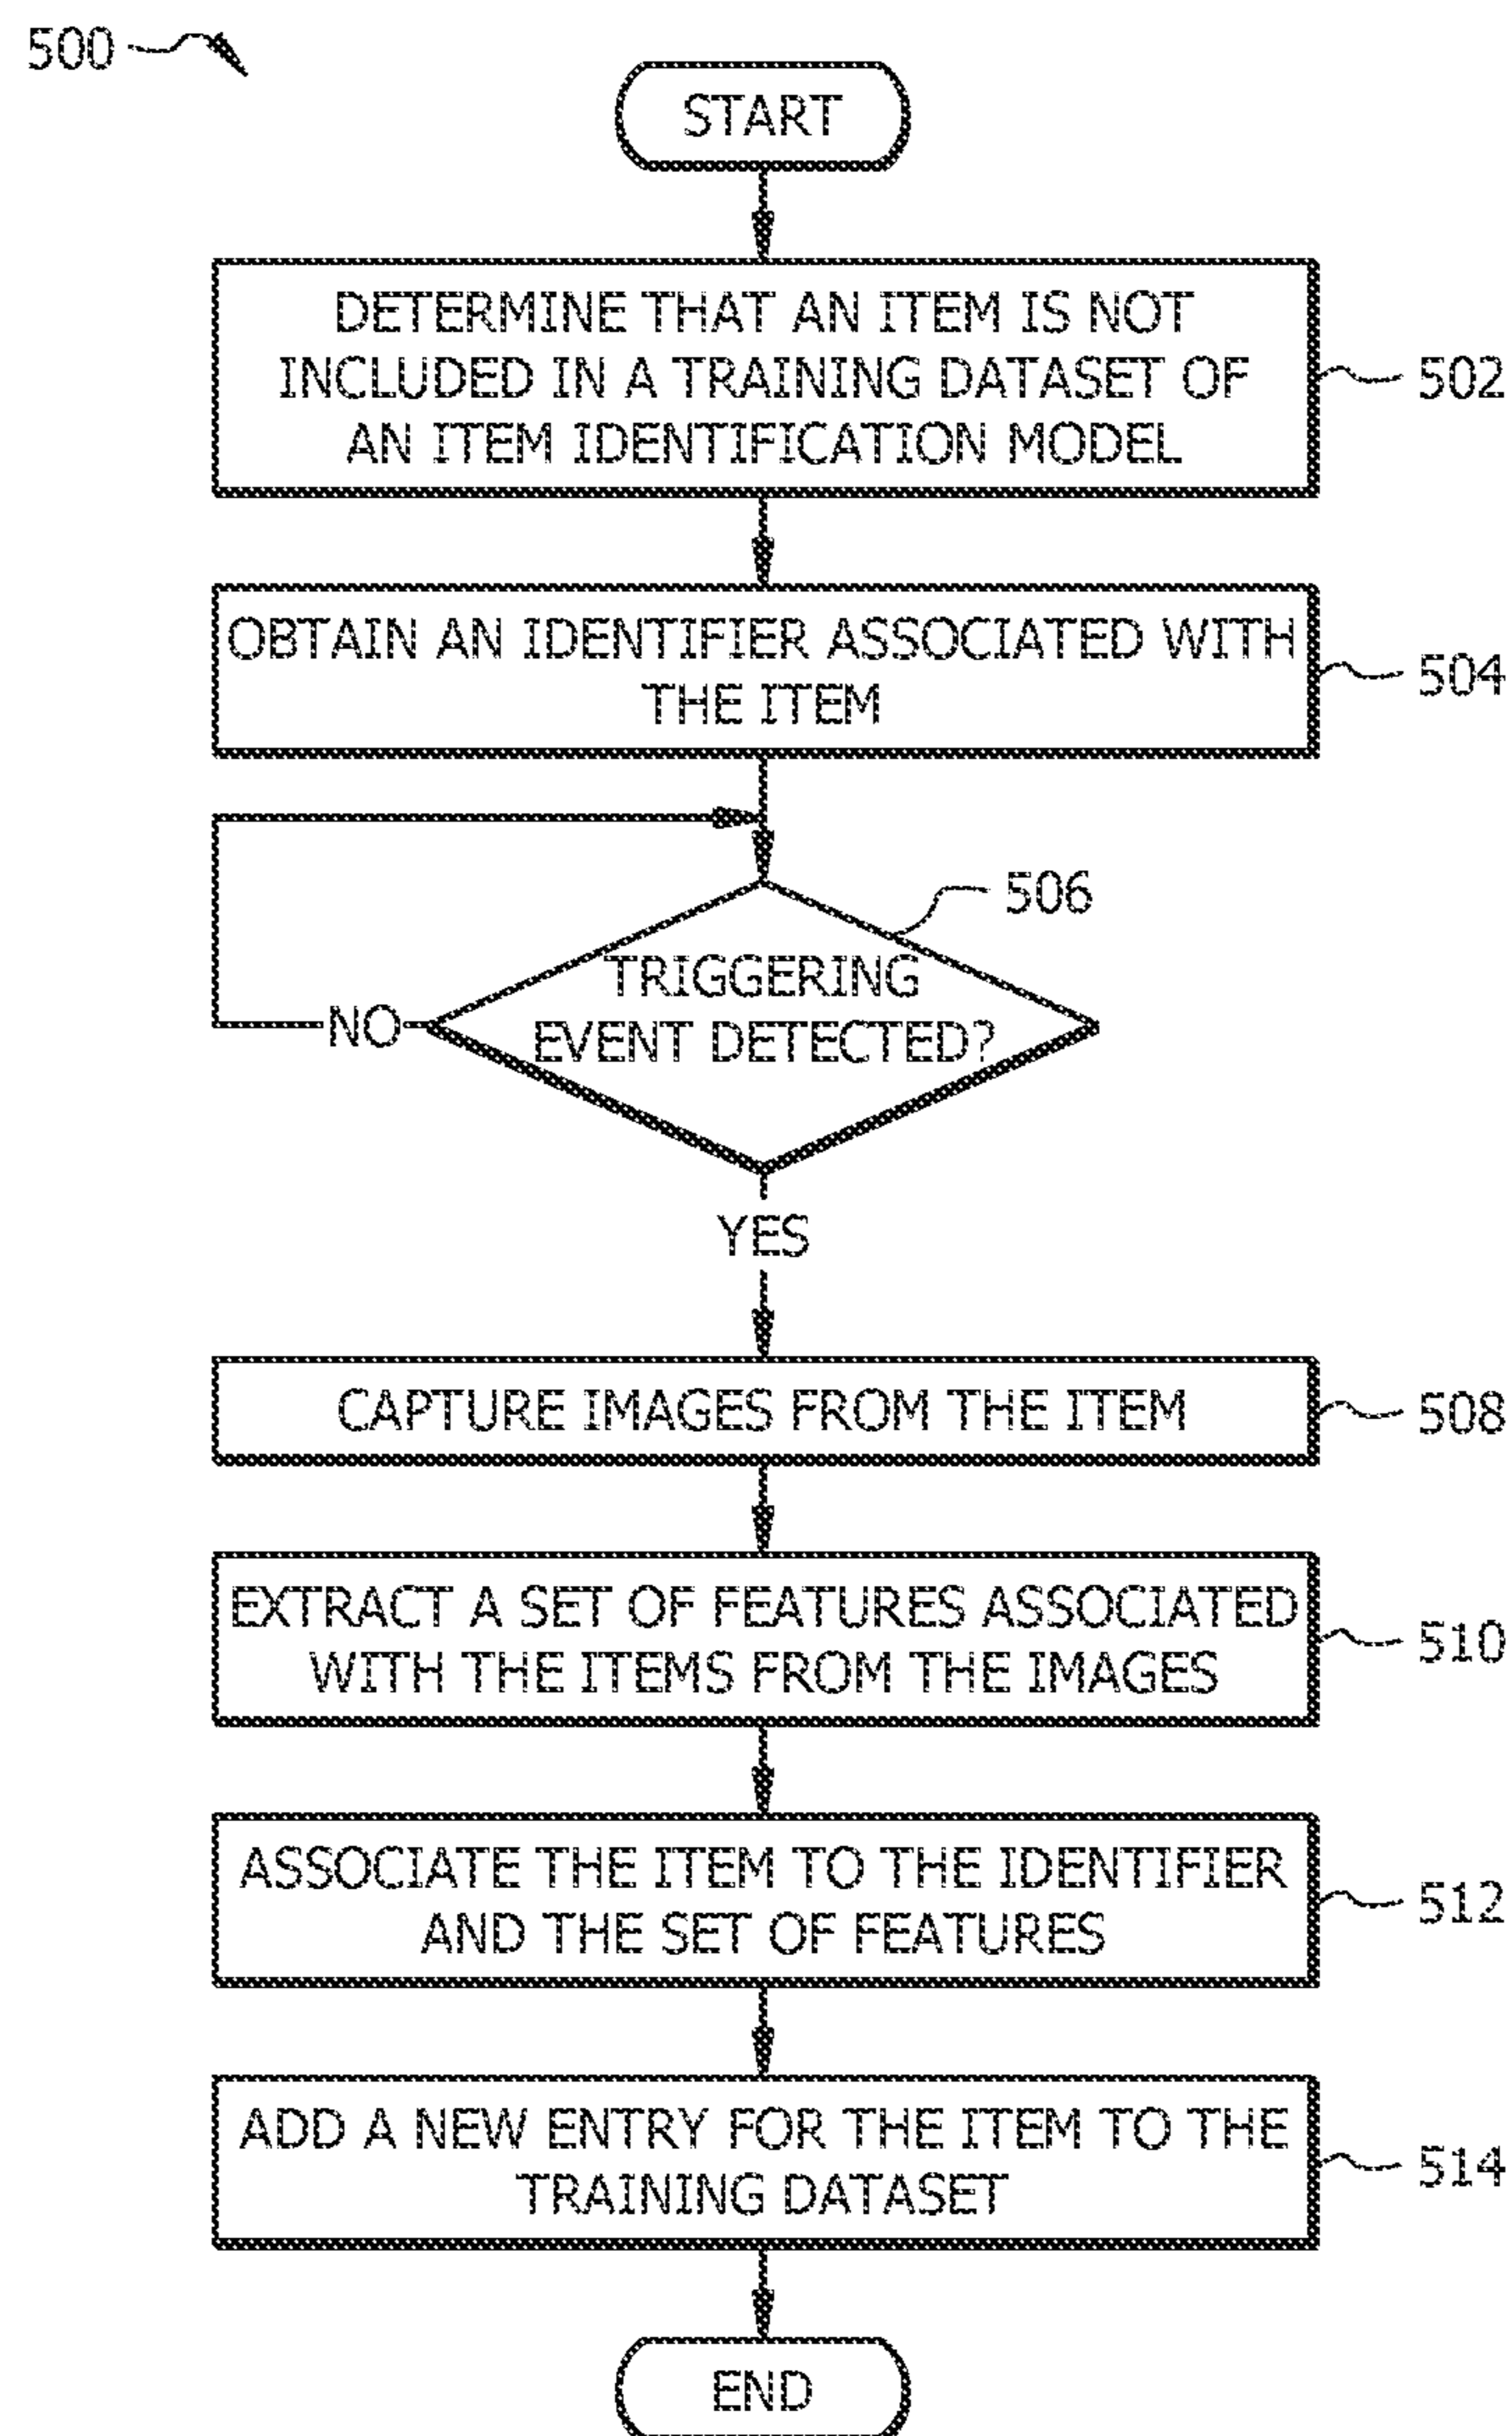 500
START
DETERMINE THAT AN ITEM IS NOT
INCLUDED IN A TRAINING DATASET OF
AN ITEM IDENTIFICATION MODEL
502
OBTAIN AN IDENTIFIER ASSOCIATED WITH
THE ITEM
504
506
TRIGGERING
EVENT DETECTED?
NO
YES
CAPTURE IMAGES FROM THE ITEM
508
EXTRACT A SET OF FEATURES ASSOCIATED
WITH THE ITEMS FROM THE IMAGES
510
ASSOCIATE THE ITEM TO THE IDENTIFIER
AND THE SET OF FEATURES
512
ADD A NEW ENTRY FOR THE ITEM TO THE
TRAINING DATASET
514
END